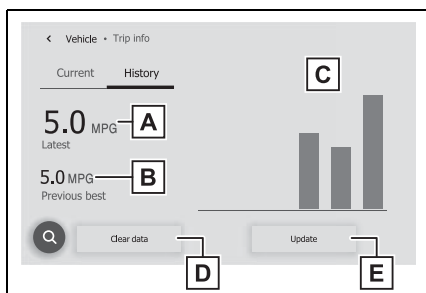 < Vehicle • Trip info
Current History
C
5.0 MPG A
Latest
5.0 MPG B
Previous best
Clear data Update
D E